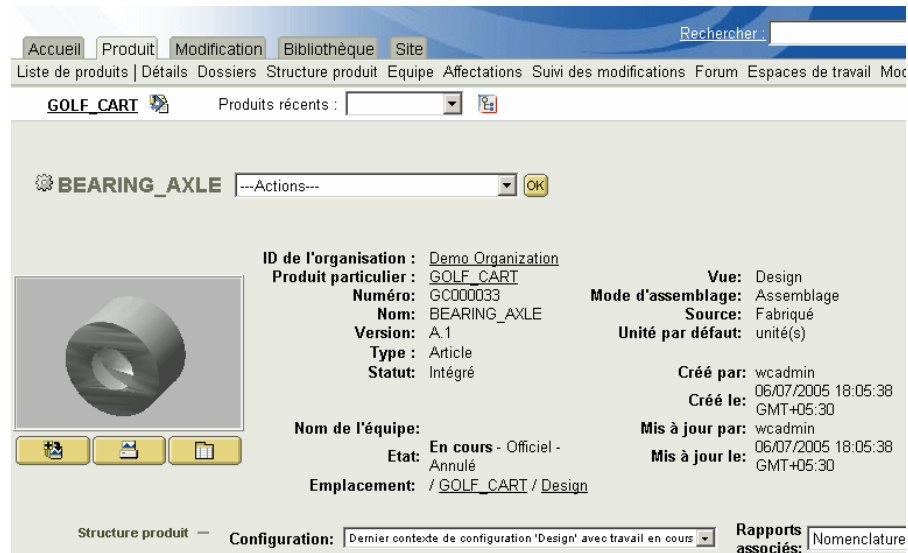 Rechercher :
Accueil Produit Modification Bibliothèque Site
Liste de produits | Détails Dossiers Structure produit Equipe Affectations Suivi des modifications Forum Espaces de travail Moc
GOLF_CART Produits récents :
BEARING_AXLE ---Actions--- OK
ID de l'organisation : Demo Organization
Produit particulier : GOLF_CART Vue: Design
Numéro: GC000033 Mode d'assemblage: Assemblage
Nom: BEARING_AXLE Source: Fabriqué
Version: A.1 Unité par défaut: unité(s)
Type : Article
Statut: Intégré Créé par: wcadmin
Créé le: 06/07/2005 18:05:38
GMT+05:30
Nom de l'équipe: Mis à jour par: wcadmin
Etat: En cours - Officiel - Mis à jour le: 06/07/2005 18:05:38
Annulé GMT+05:30
Emplacement: / GOLF_CART / Design
Structure produit — Configuration: Dernier contexte de configuration 'Design' avec travail en cours Rapports
associés: Nomenclature